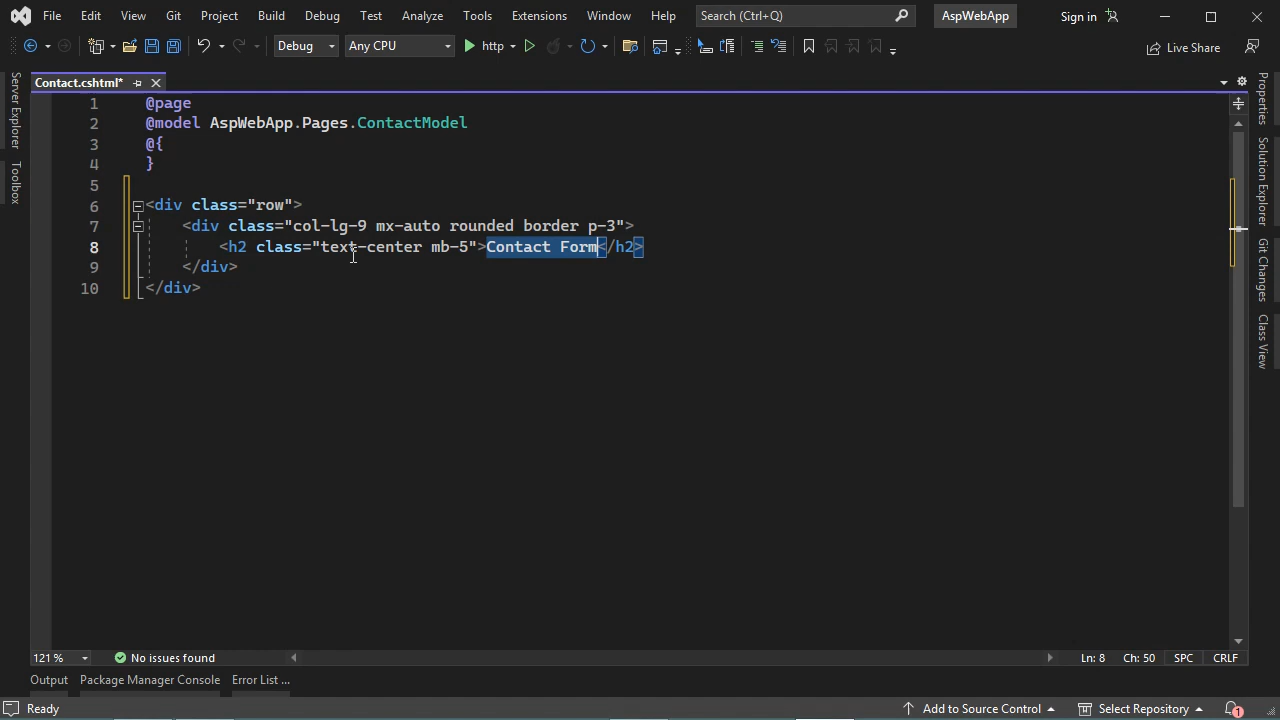 File Edit View Git Project Build Debug Test Analyze Tools Extensions Window Help Search (Ctrl+Q) AspWebApp Sign in
Debug Any CPU http Live Share
Contact.cshtml*
Server Explorer
Toolbox
1 @page
2 @model AspWebApp.Pages.ContactModel
3 @{
4 }
5
6 <div class="row">
7 <div class="col-lg-9 mx-auto rounded border p-3">
8 <h2 class="text-center mb-5">Contact Form</h2>
9 </div>
10 </div>
Properties
Solution Explorer
Git Changes
Class View
121 % No issues found Ln: 8 Ch: 50 SPC CRLF
Output Package Manager Console Error List ...
Ready Add to Source Control Select Repository 1